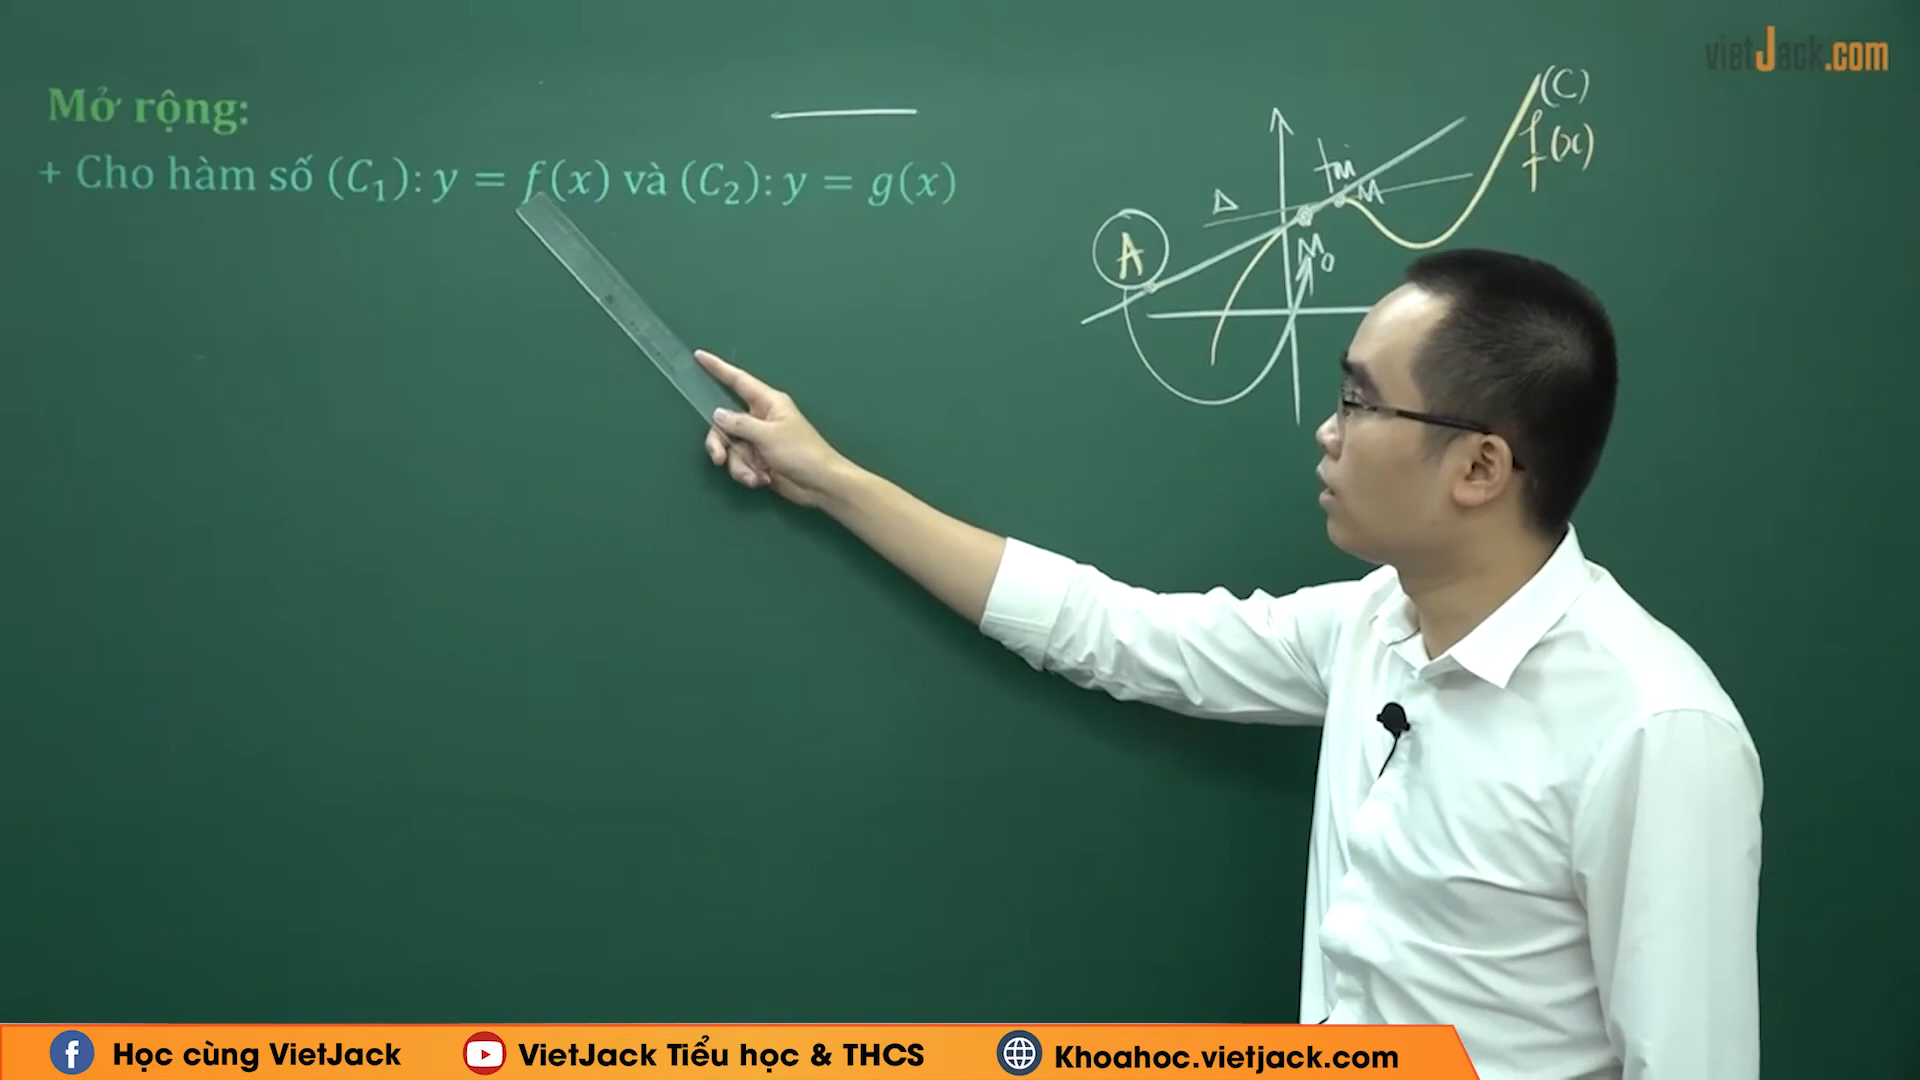 vietJack.com
Mở rộng:
+ Cho hàm số (C₁): y = f(x) và (C₂): y = g(x)
(C)
f(x)
tại
M
Δ
A
M₀
Học cùng VietJack
VietJack Tiểu học & THCS
Khoahoc.vietjack.com